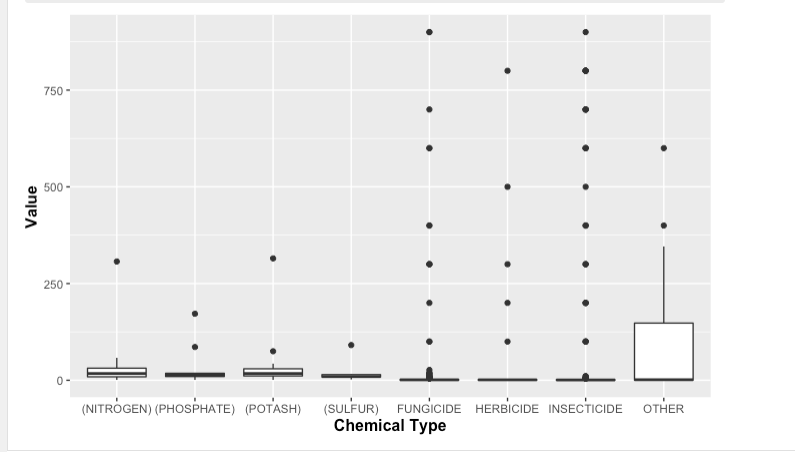 750
500
250
0
Value
(NITROGEN) (PHOSPHATE) (POTASH) (SULFUR) FUNGICIDE HERBICIDE INSECTICIDE OTHER
Chemical Type